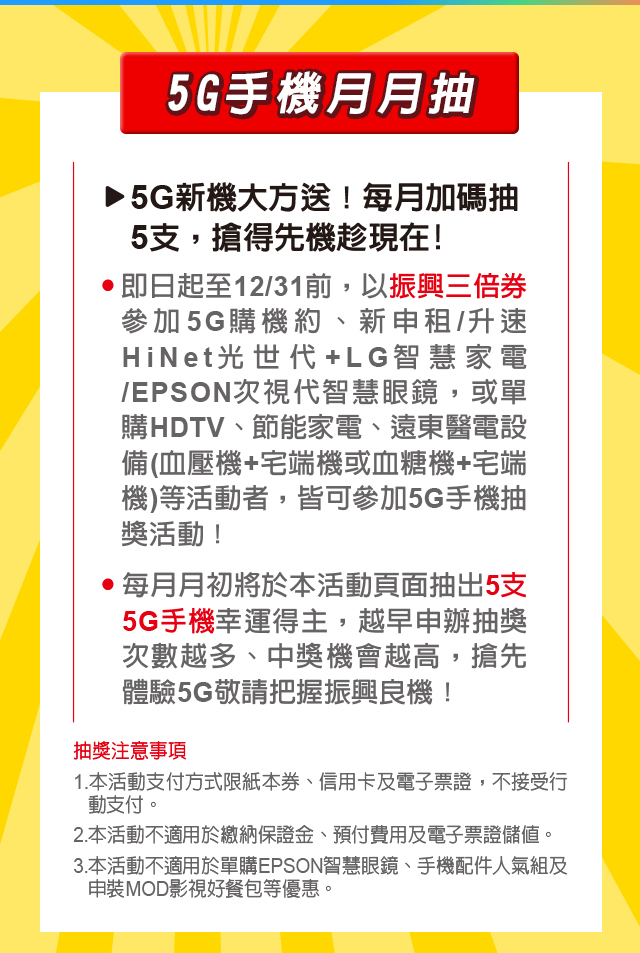 5G手機月月抽
▶5G新機大方送！每月加碼抽
5支，搶得先機趁現在!
•即日起至12/31前，以振興三倍券
參加5G購機約、新申租/升速
HiNet光世代+LG智慧家電
/EPSON次視代智慧眼鏡，或單
購HDTV、節能家電、遠東醫電設
備(血壓機+宅端機或血糖機+宅端
機)等活動者，皆可參加5G手機抽
獎活動！
•每月月初將於本活動頁面抽出5支
5G手機幸運得主，越早申辦抽獎
次數越多、中獎機會越高，搶先
體驗5G敬請把握振興良機！
抽獎注意事項
1.本活動支付方式限紙本券、信用卡及電子票證，不接受行
動支付。
2.本活動不適用於繳納保證金、預付費用及電子票證儲值。
3.本活動不適用於單購EPSON智慧眼鏡、手機配件人氣組及
申裝MOD影視好餐包等優惠。